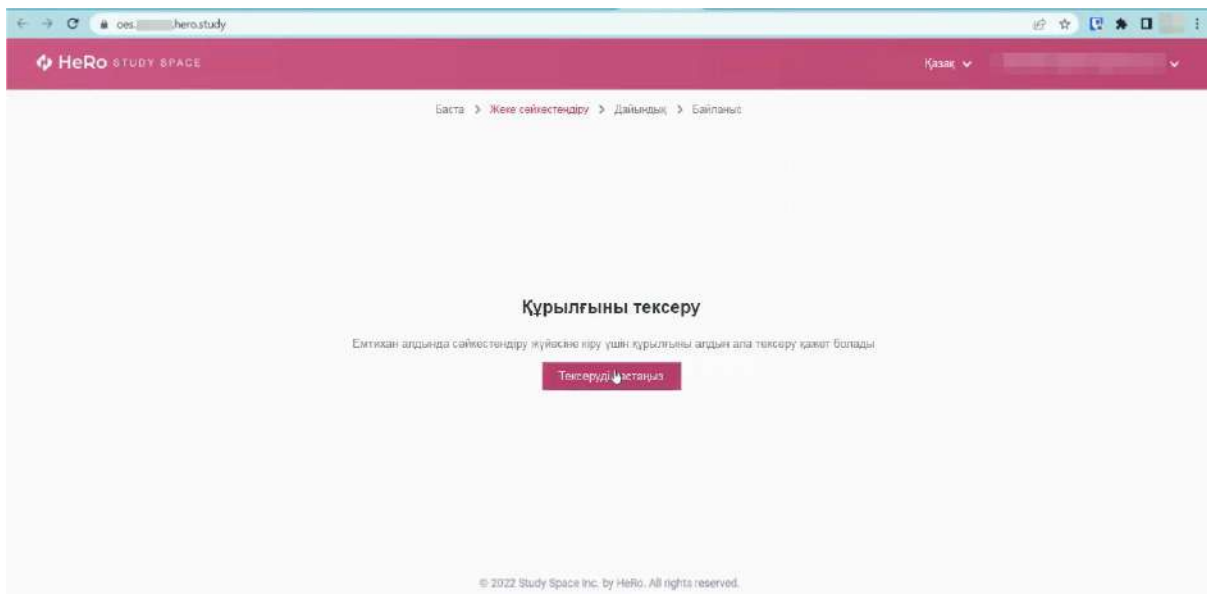 oes. .hero.study
HeRo STUDY SPACE
Қазақ
Баста > Жеке сәйкестендіру > Дайындық > Байланыс
Құрылғыны тексеру
Емтихан алдында сәйкестендіру жүйесіне кіру үшін құрылғыны алдын ала тексеру қажет болады
Тексеруді бастаңыз
© 2022 Study Space Inc. by HeRo. All rights reserved.